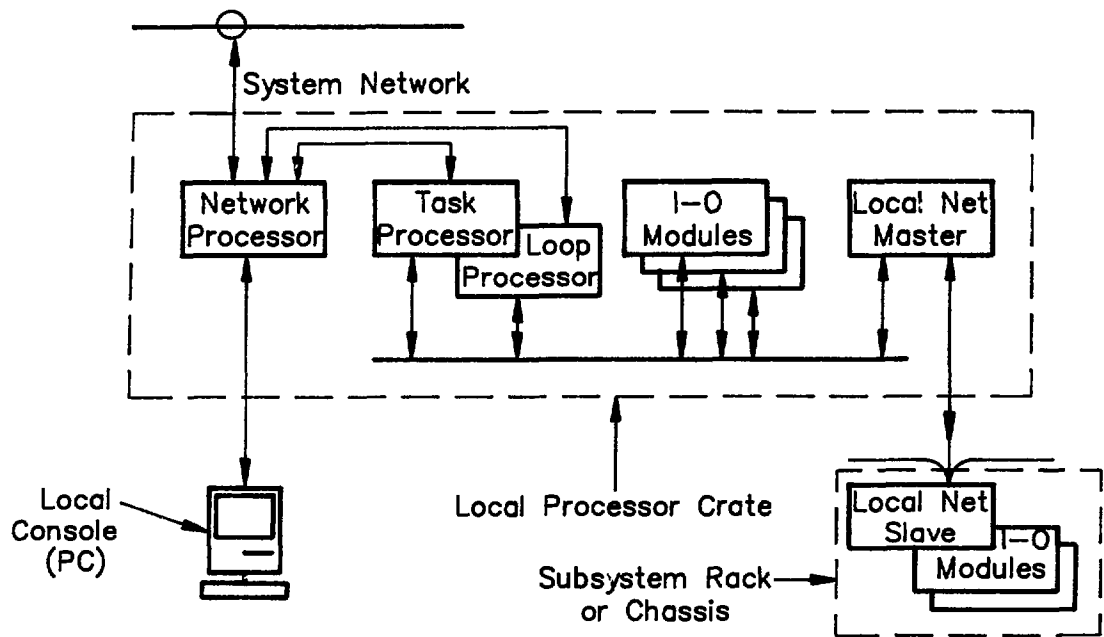 System Network
Network
Processor
Task
Processor
Loop
Processor
I-O
Modules
Local Net
Master
Local
Console
(PC)
Local Processor Crate
Local Net
Slave
I-O
Modules
Subsystem Rack
or Chassis